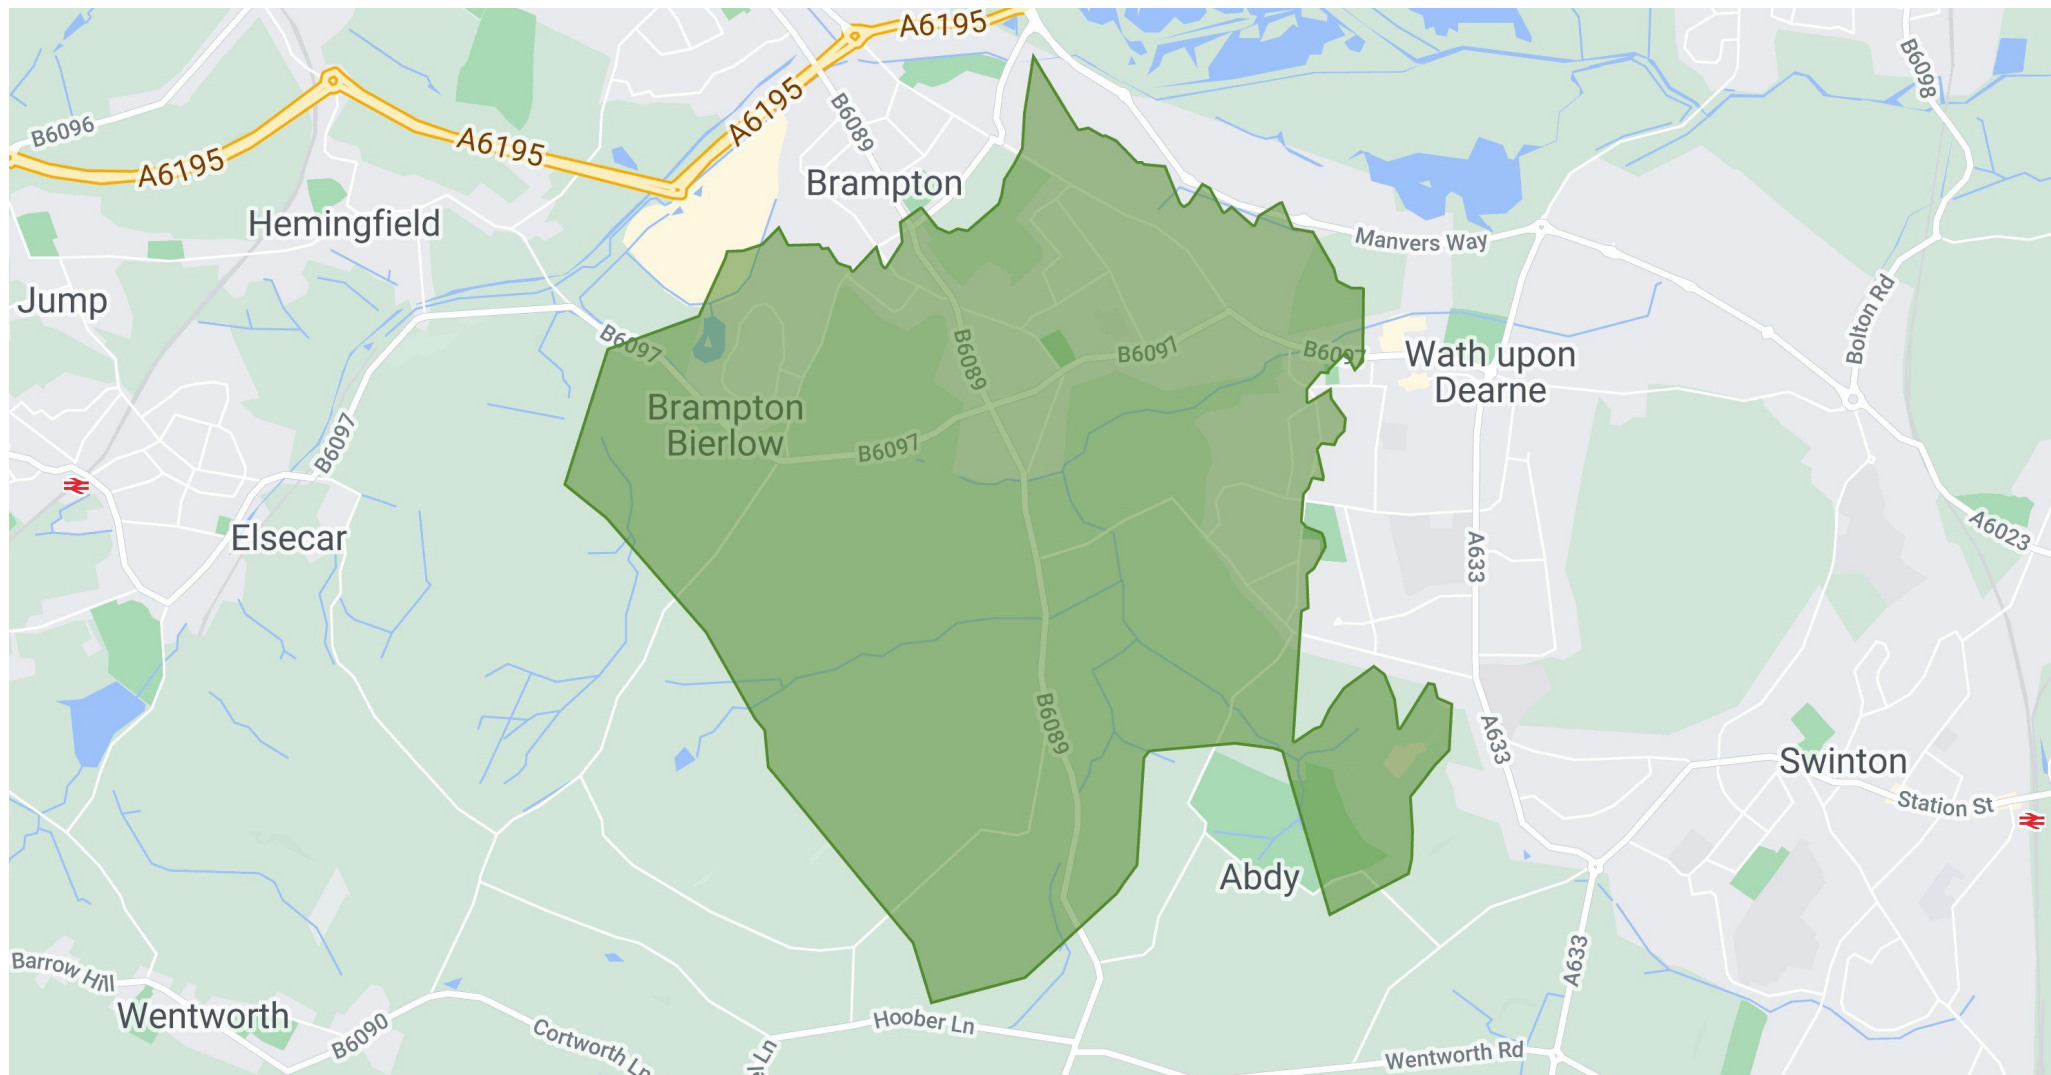 A6195
B6098
B6096
A6195
A6195
A6195
B6089
Brampton
Hemingfield
Manvers Way
Jump
Bolton Rd
B6097
B6089
B6097
B6097
Wath upon
Dearne
Brampton
Bierlow
B6097
B6097
Elsecar
A633
A6023
B6089
A633
Swinton
Station St
Abdy
A633
Barrow Hill
Wentworth
B6090
Cortworth Ln
Hoober Ln
Ln
Wentworth Rd